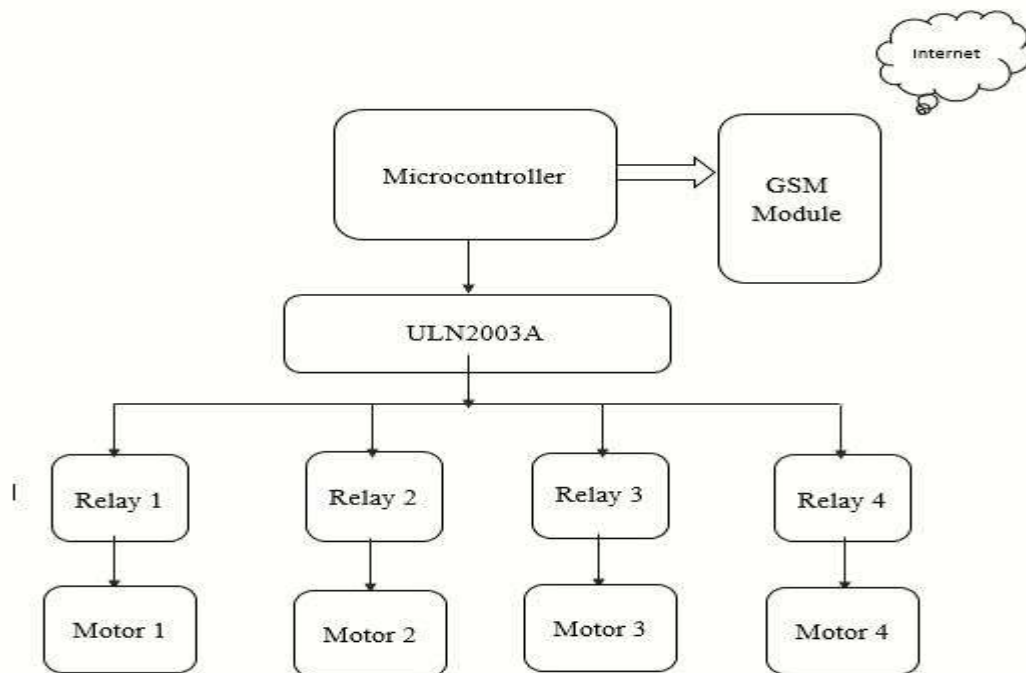 Internet
Microcontroller
GSM
Module
ULN2003A
Relay 1
Relay 2
Relay 3
Relay 4
Motor 1
Motor 2
Motor 3
Motor 4